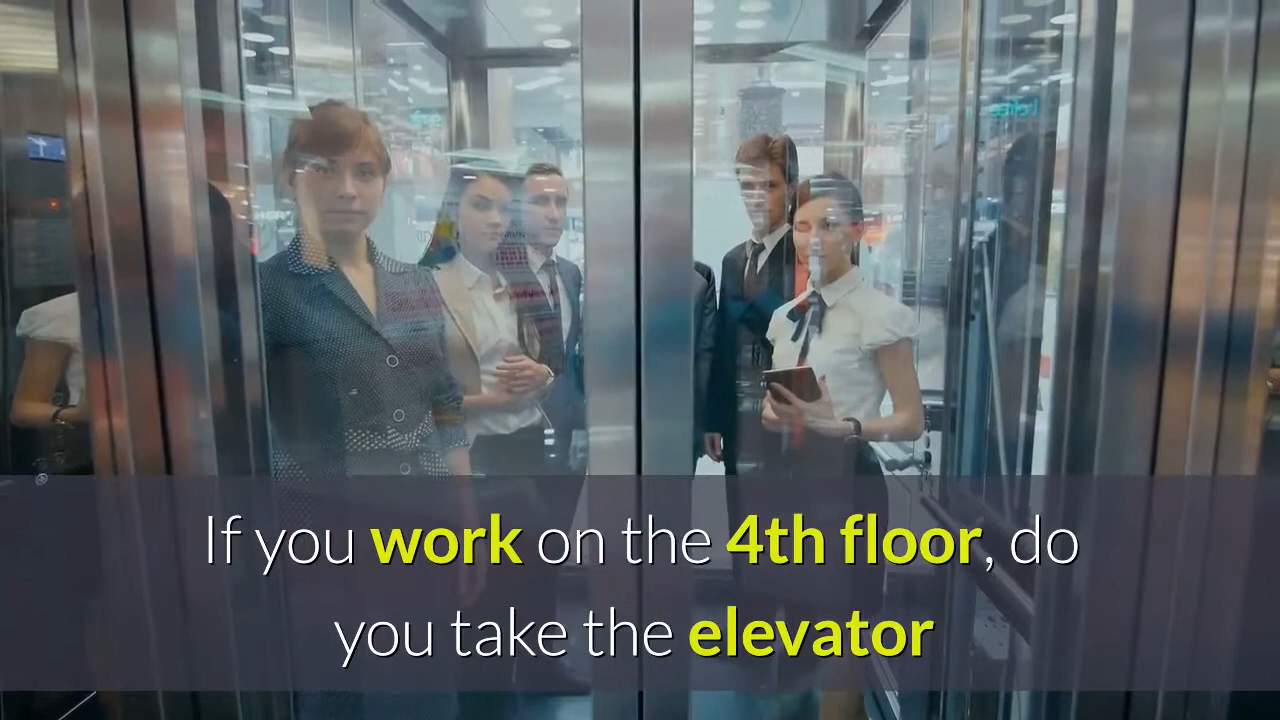 If you work on the 4th floor, do
you take the elevator